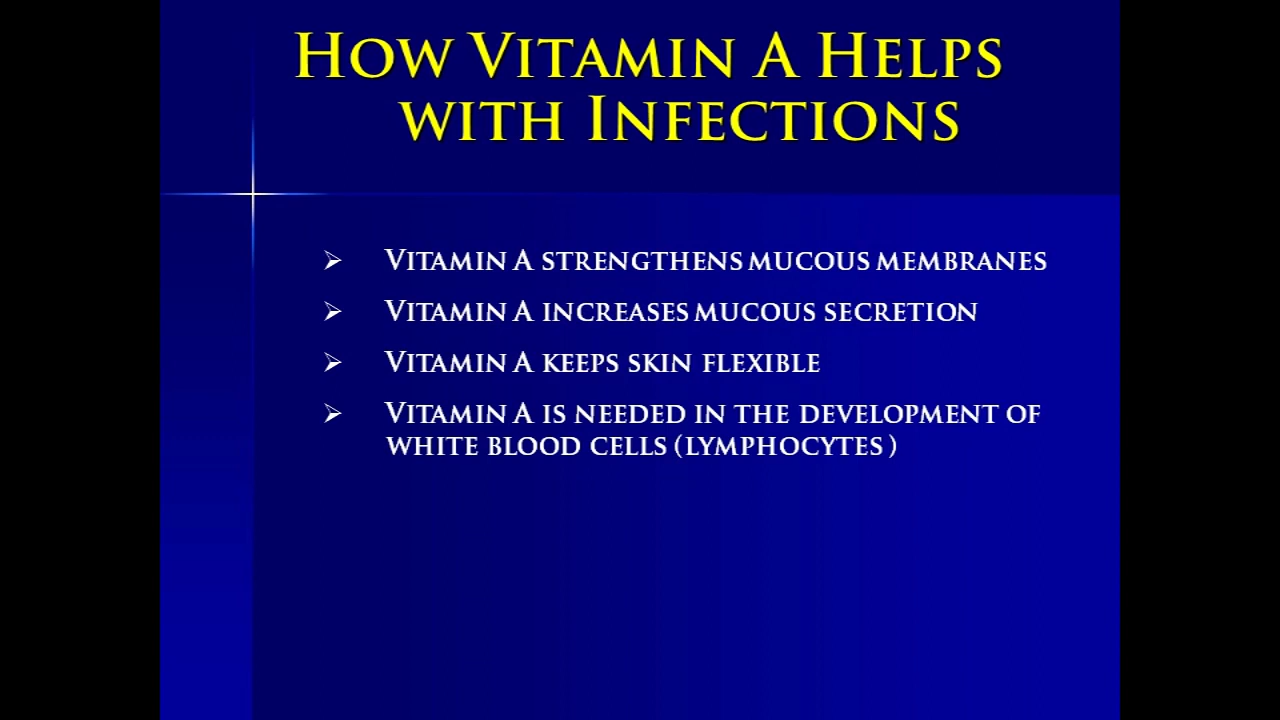 How Vitamin A Helps
with Infections
➢ Vitamin A strengthens mucous membranes
➢ Vitamin A increases mucous secretion
➢ Vitamin A keeps skin flexible
➢ Vitamin A is needed in the development of
white blood cells (lymphocytes )